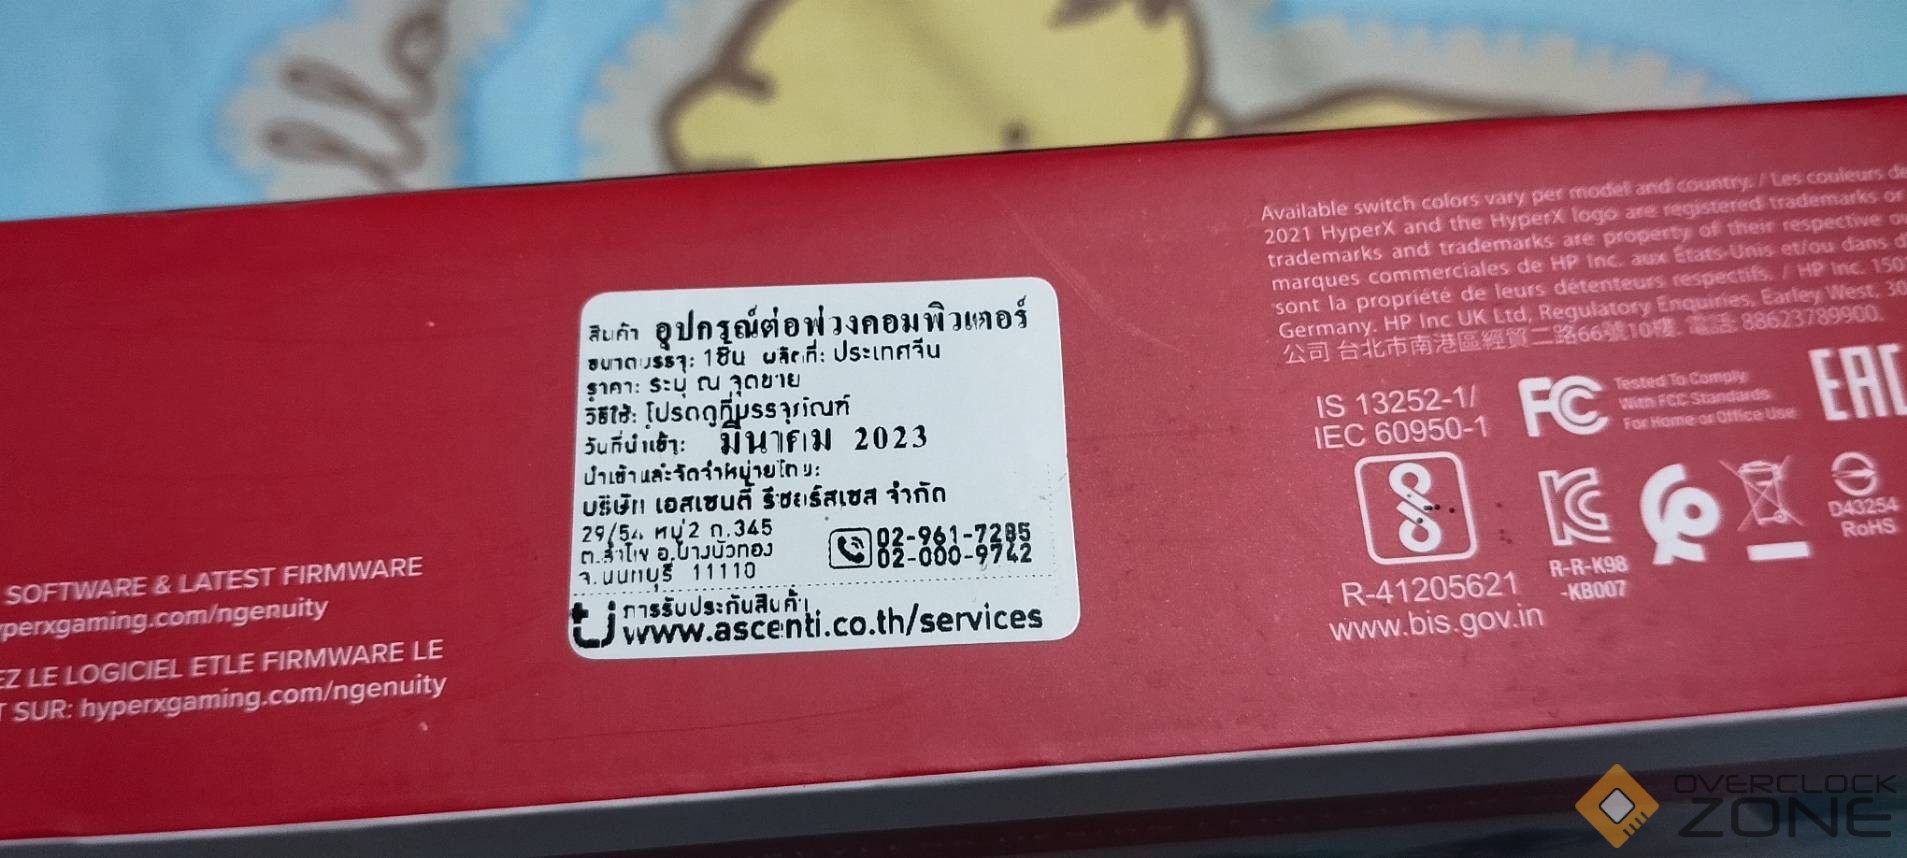 SOFTWARE & LATEST FIRMWARE
perxgaming.com/ngenuity
EZ LE LOGICIEL ETLE FIRMWARE LE
T SUR: hyperxgaming.com/ngenuity
สินค้า อุปกรณ์ต่อพ่วงคอมพิวเตอร์
ขนาดบรรจุ: 1ชิ้น ผลิตที่: ประเทศจีน
ราคา: ระบุ ณ จุดขาย
วิธีใช้: โปรดดูที่บรรจุภัณฑ์
วันที่นำเข้า: มีนาคม 2023
นำเข้าและจัดจำหน่ายโดย:
บริษัท เอสเซนตี้ รีซอร์สเซส จำกัด
29/54 หมู่2 ถ.345
ต.ลำโพ อ.บางบัวทอง
จ.นนทบุรี 11110
02-961-7285
02-000-9742
การรับประกันสินค้า
www.ascenti.co.th/services
Available switch colors vary per model and country. / Les couleurs de
2021 HyperX and the HyperX logo are registered trademarks or
trademarks and trademarks are property of their respective
marques commerciales de HP Inc. aux États-Unis et/ou dans d
sont la propriété de leurs détenteurs respectifs. / HP Inc. 150
Germany. HP Inc UK Ltd, Regulatory Enquiries, Earley West, 30
公司 台北市南港區經貿二路66號10樓. 電話: 88623789900.
IS 13252-1/
IEC 60950-1
FC
Tested To Comply
With FCC Standards
For Home or Office Use
EAC
R-41205621
www.bis.gov.in
R-R-K98
-KB007
D43254
RoHS
OVERCLOCK
ZONE